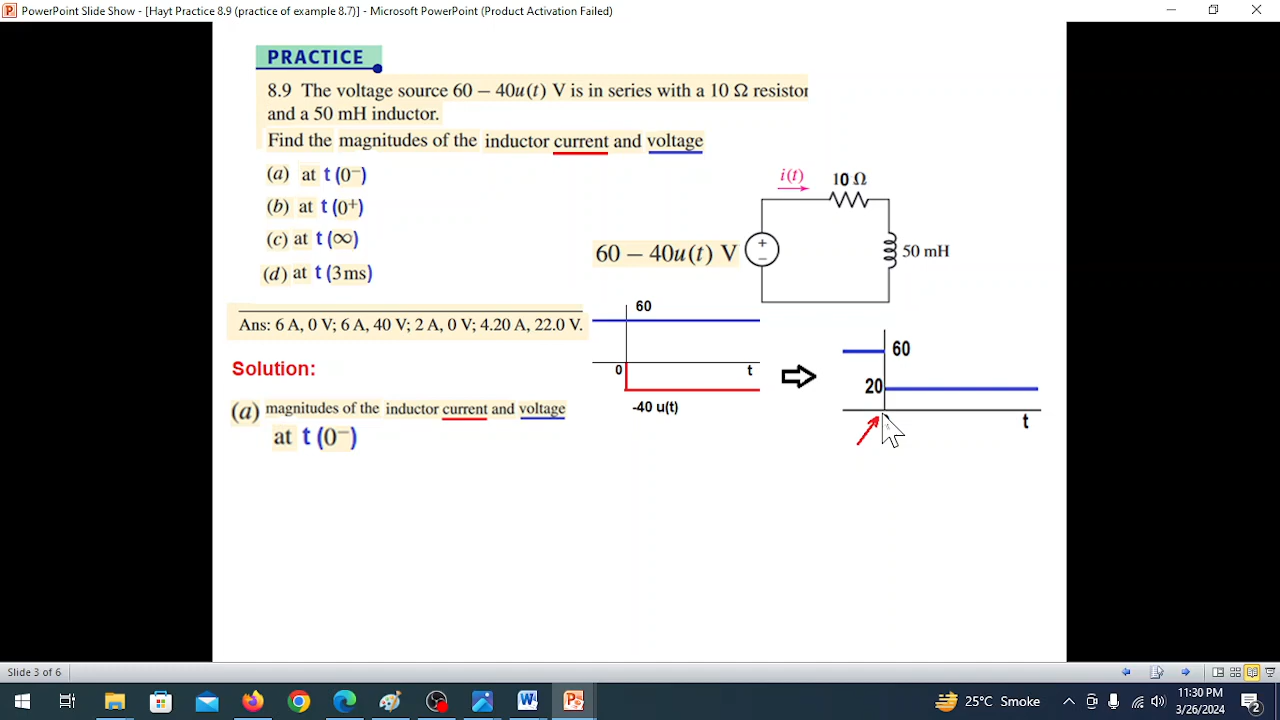 PowerPoint Slide Show - [Hayt Practice 8.9 (practice of example 8.7)] - Microsoft PowerPoint (Product Activation Failed)
PRACTICE
8.9 The voltage source 60 – 40u(t) V is in series with a 10 Ω resistor
and a 50 mH inductor.
Find the magnitudes of the inductor current and voltage
(a) at t (0⁻)
(b) at t (0⁺)
(c) at t (∞)
(d) at t (3 ms)
i(t) 10 Ω
60 – 40u(t) V
+
–
50 mH
Ans: 6 A, 0 V; 6 A, 40 V; 2 A, 0 V; 4.20 A, 22.0 V.
60
0 t
-40 u(t)
60
20
t
Solution:
(a) magnitudes of the inductor current and voltage
at t (0⁻)
Slide 3 of 6
25°C Smoke
11:30 PM
3/26/2024
2